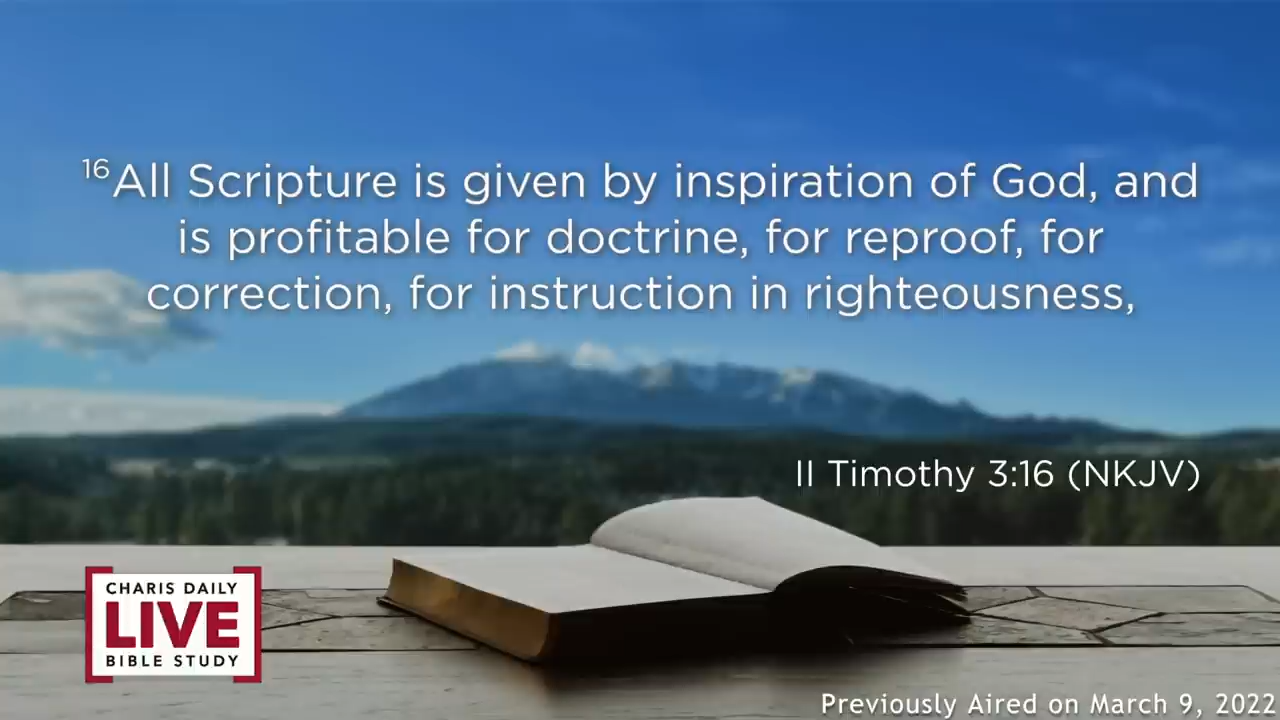 16All Scripture is given by inspiration of God, and
is profitable for doctrine, for reproof, for
correction, for instruction in righteousness,
II Timothy 3:16 (NKJV)
CHARIS DAILY
LIVE
BIBLE STUDY
Previously Aired on March 9, 2022